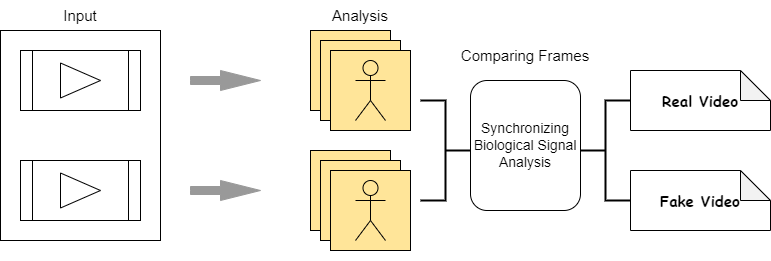 Input
Analysis
Comparing Frames
Synchronizing
Biological Signal
Analysis
Real Video
Fake Video